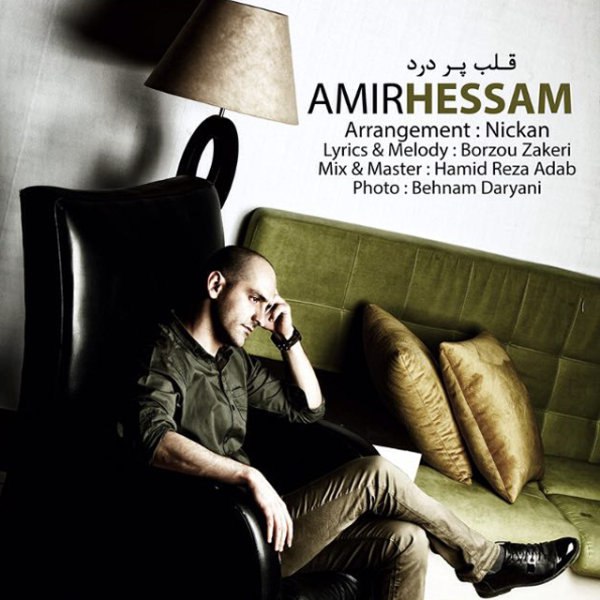 قلب پر درد
AMIRHESSAM
Arrangement : Nickan
Lyrics & Melody : Borzou Zakeri
Mix & Master : Hamid Reza Adab
Photo : Behnam Daryani